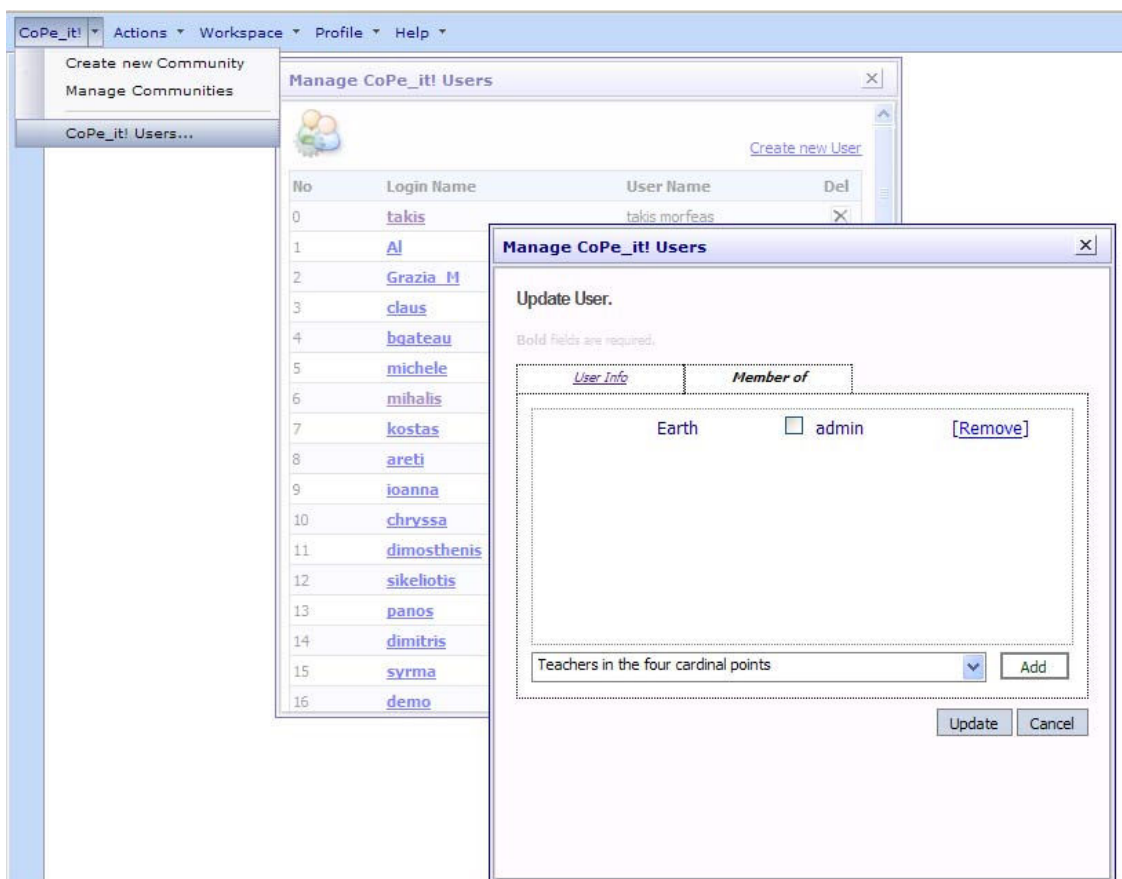 CoPe_it! Actions Workspace Profile Help
Create new Community
Manage Communities
CoPe_it! Users...
Manage CoPe_it! Users
Create new User
No Login Name User Name Del
0 takis takis morfeas
1 Al
2 Grazia_M
3 claus
4 bgateau
5 michele
6 mihalis
7 kostas
8 areti
9 ioanna
10 chryssa
11 dimosthenis
12 sikeliotis
13 panos
14 dimitris
15 syrma
16 demo
Manage CoPe_it! Users
Update User.
Bold fields are required.
User Info Member of
Earth admin [Remove]
Teachers in the four cardinal points Add
Update Cancel